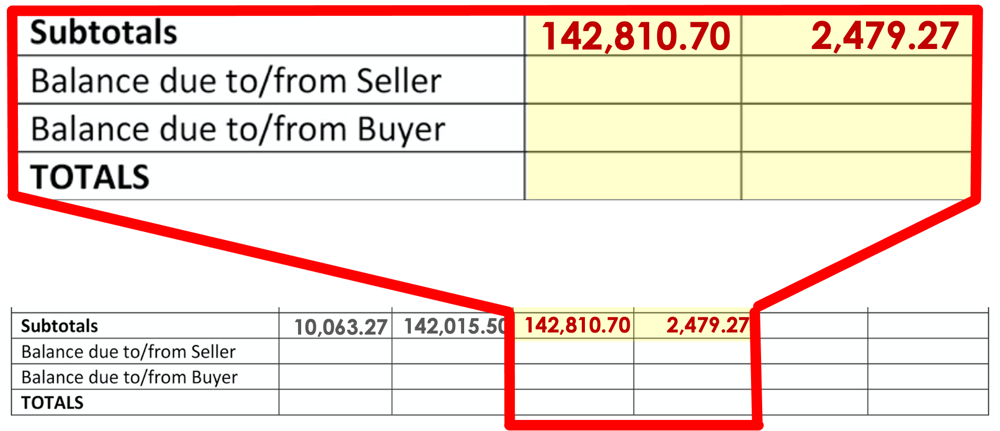 Subtotals 142,810.70 2,479.27
Balance due to/from Seller
Balance due to/from Buyer
TOTALS
Subtotals 10,063.27 142,015.50 142,810.70 2,479.27
Balance due to/from Seller
Balance due to/from Buyer
TOTALS